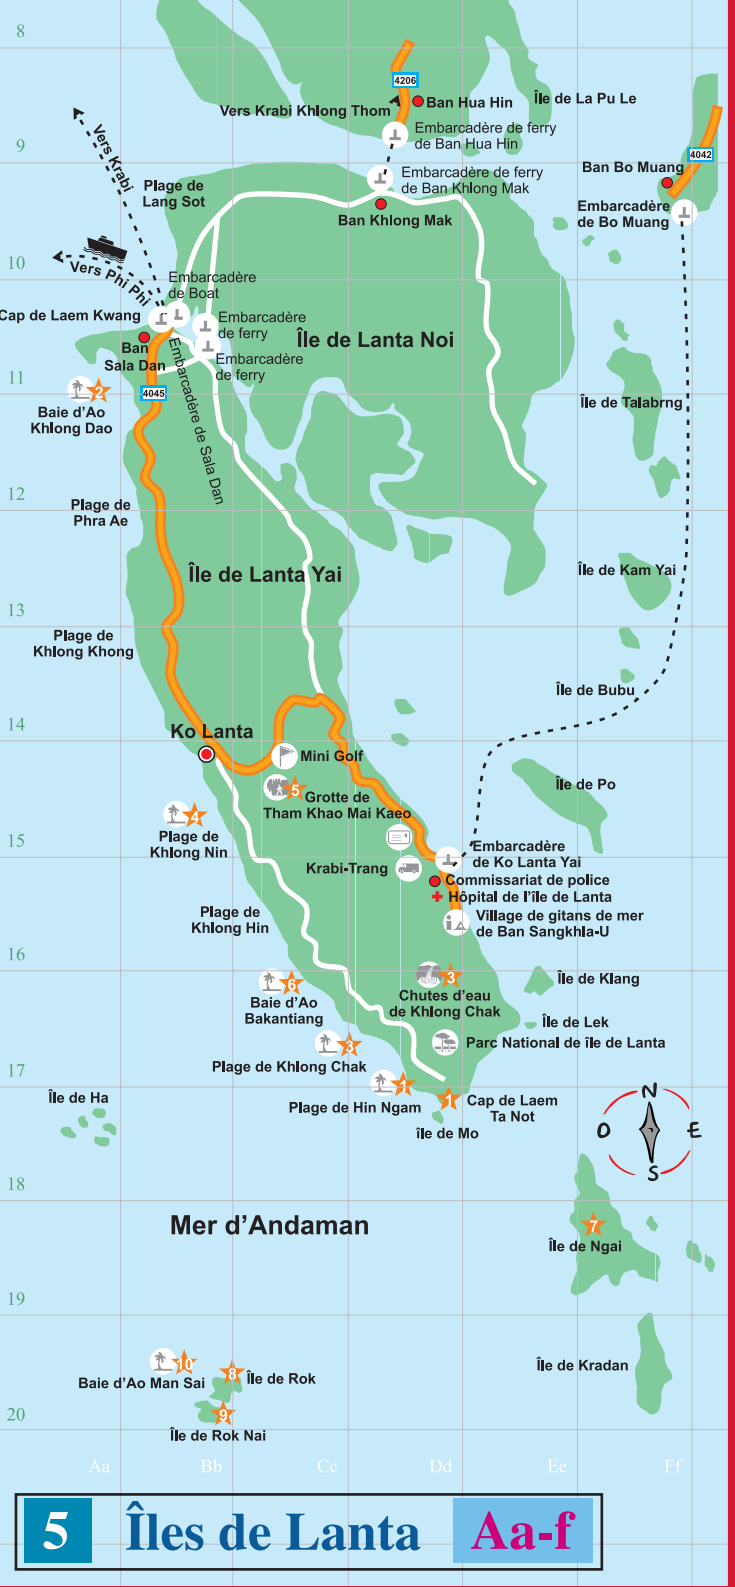 8
4206
Ban Hua Hin
Île de La Pu Le
Vers Krabi Khlong Thom
Embarcadère de ferry
de Ban Hua Hin
Vers Krabi
4042
9
Ban Bo Muang
Embarcadère de ferry
de Ban Khlong Mak
Plage de
Lang Sot
Ban Khlong Mak
Embarcadère
de Bo Muang
10
Vers Phi Phi
Embarcadère
de Boat
Cap de Laem Kwang
Embarcadère
de ferry
Île de Lanta Noi
Ban
Sala Dan
Embarcadère
de ferry
Embarcadère de Sala Dan
11
2
4045
Baie d'Ao
Khlong Dao
Île de Talabrng
12
Plage de
Phra Ae
Île de Lanta Yai
Île de Kam Yai
13
Plage de
Khlong Khong
Île de Bubu
14
Ko Lanta
Mini Golf
5
Grotte de
Tham Khao Mai Kaeo
Île de Po
4
Plage de
Khlong Nin
15
Embarcadère
de Ko Lanta Yai
Krabi-Trang
Commissariat de police
Hôpital de l'île de Lanta
Plage de
Khlong Hin
Village de gitans de mer
de Ban Sangkhla-U
16
3
Île de Klang
6
Baie d'Ao
Bakantiang
Chutes d'eau
de Khlong Chak
Île de Lek
3
Parc National de île de Lanta
Plage de Khlong Chak
17
1
Plage de Hin Ngam
1
Cap de Laem
Ta Not
île de Mo
Île de Ha
N
O
E
S
18
Mer d'Andaman
7
Île de Ngai
19
10
Baie d'Ao Man Sai
8
Île de Rok
Île de Kradan
9
Île de Rok Nai
20
Aa
Bb
Cc
Dd
Ee
Ff
5 Îles de Lanta Aa-f